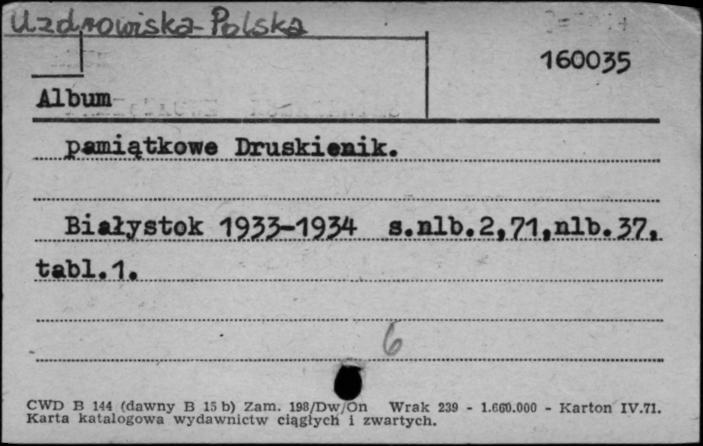 Uzdrowiska-Polska
160035
Album
pamiątkowe Druskienik.
Białystok 1933-1934 s.nlb.2,71,nlb.37,
tabl.1.
6
CWD B 144 (dawny B 15 b) Zam. 198/Dw/On Wrak 239 - 1.660.000 - Karton IV.71.
Karta katalogowa wydawnictw ciągłych i zwartych.